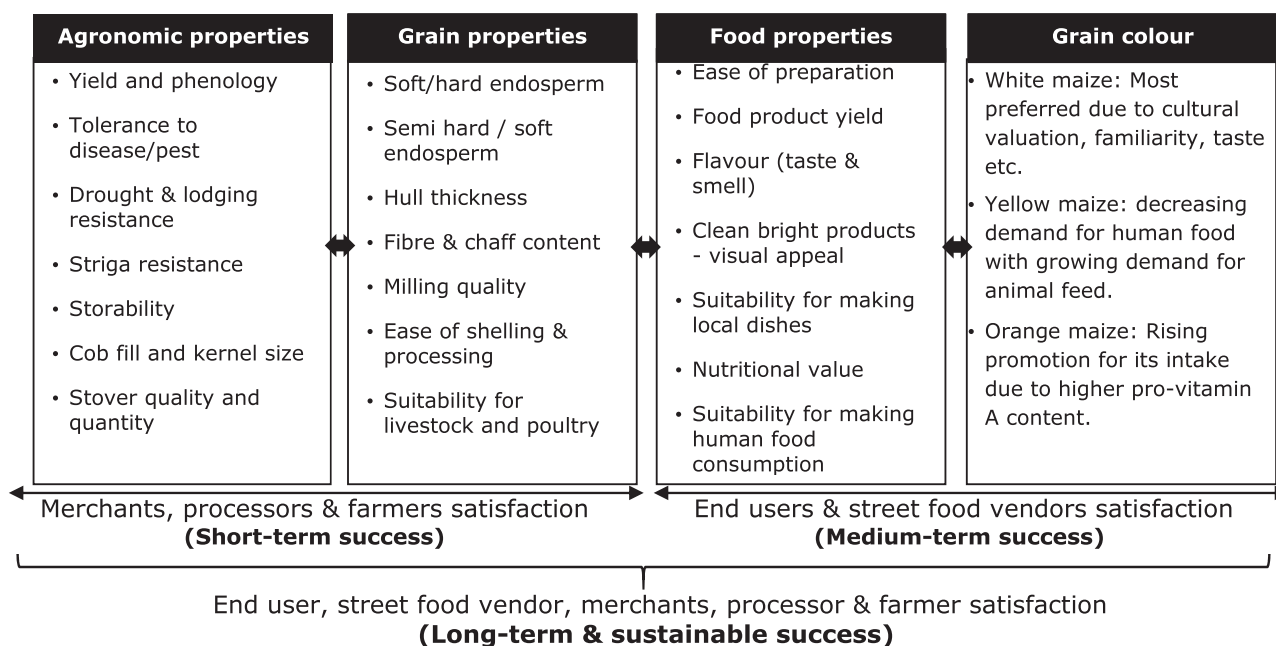 Agronomic properties
• Yield and phenology
• Tolerance to
disease/pest
• Drought & lodging
resistance
• Striga resistance
• Storability
• Cob fill and kernel size
• Stover quality and
quantity
Grain properties
• Soft/hard endosperm
• Semi hard / soft
endosperm
• Hull thickness
• Fibre & chaff content
• Milling quality
• Ease of shelling &
processing
• Suitability for
livestock and poultry
Food properties
• Ease of preparation
• Food product yield
• Flavour (taste &
smell)
• Clean bright products
- visual appeal
• Suitability for making
local dishes
• Nutritional value
• Suitability for making
human food
consumption
Grain colour
• White maize: Most
preferred due to cultural
valuation, familiarity, taste
etc.
• Yellow maize: decreasing
demand for human food
with growing demand for
animal feed.
• Orange maize: Rising
promotion for its intake
due to higher pro-vitamin
A content.
Merchants, processors & farmers satisfaction
(Short-term success)
End users & street food vendors satisfaction
(Medium-term success)
End user, street food vendor, merchants, processor & farmer satisfaction
(Long-term & sustainable success)